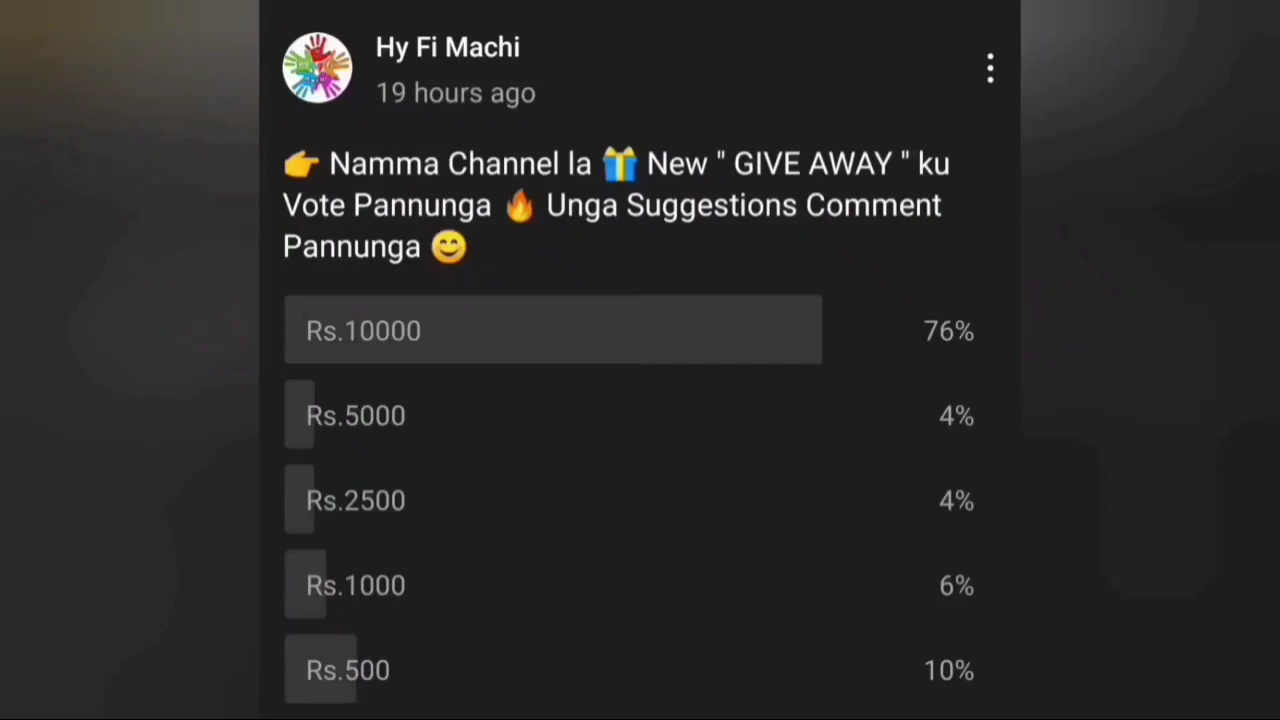 Hy Fi Machi
19 hours ago
👉 Namma Channel la 🎁 New " GIVE AWAY " ku
Vote Pannunga 🔥 Unga Suggestions Comment
Pannunga 😊
Rs.10000 76%
Rs.5000 4%
Rs.2500 4%
Rs.1000 6%
Rs.500 10%